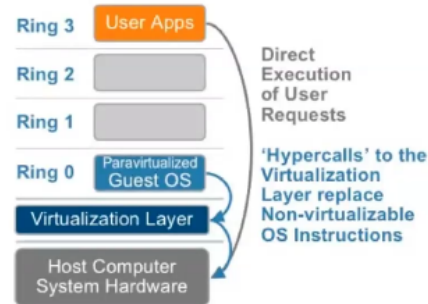 Ring 3
User Apps
Ring 2
Ring 1
Ring 0
Paravirtualized
Guest OS
Virtualization Layer
Host Computer
System Hardware
Direct
Execution
of User
Requests
‘Hypercalls’ to the
Virtualization
Layer replace
Non-virtualizable
OS Instructions